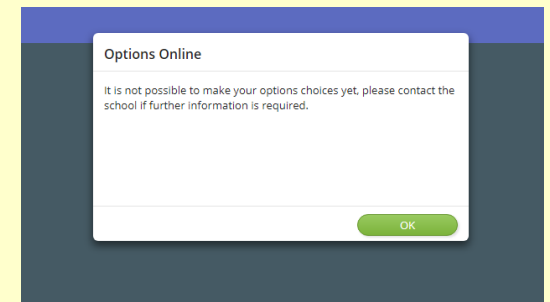 Options Online
It is not possible to make your options choices yet, please contact the
school if further information is required.
OK